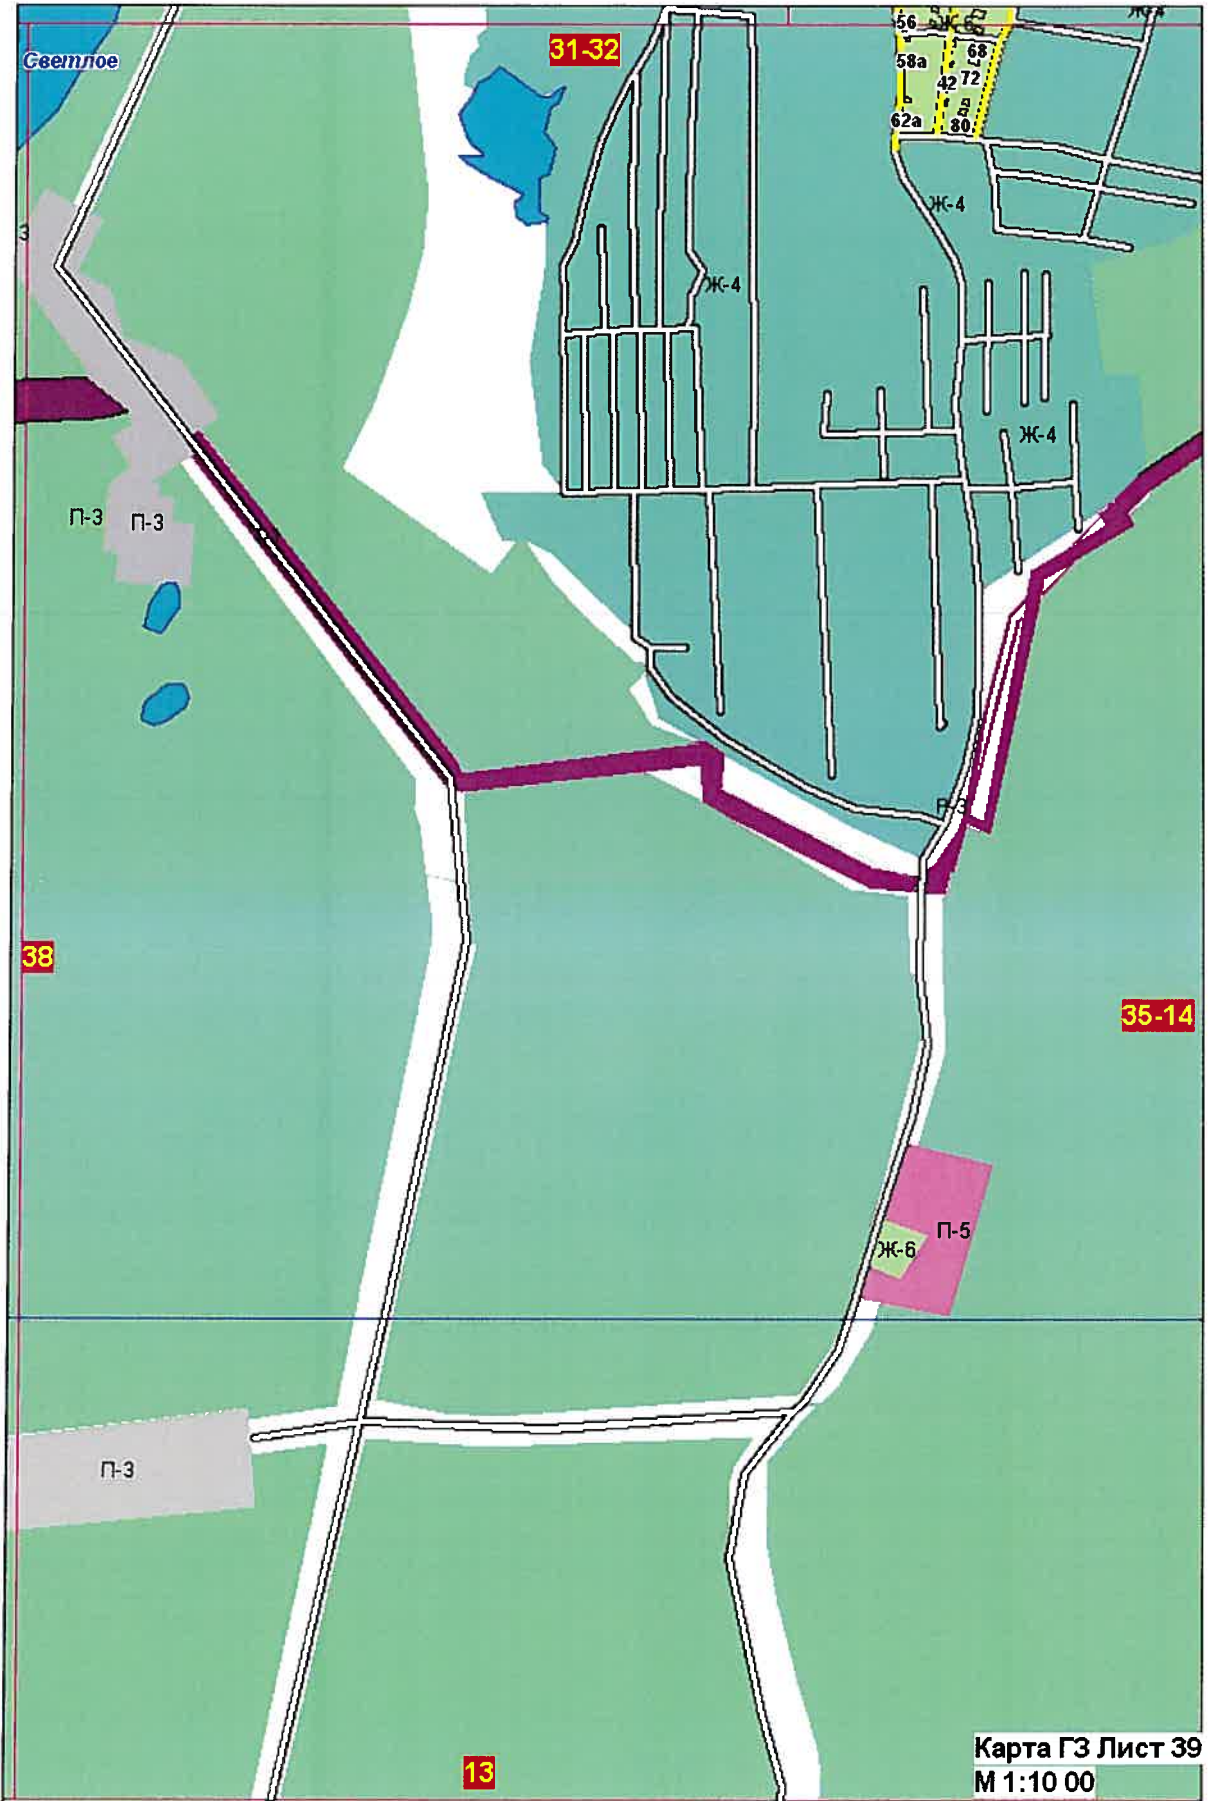 Ж-4
56
Ж-6
68
Светлое
31-32
58а
42
72
62а
80
Ж-4
З
Ж-4
Ж-4
П-3
П-3
Р-3
38
35-14
П-5
Ж-6
П-3
13
Карта ГЗ Лист 39
М 1:10 00